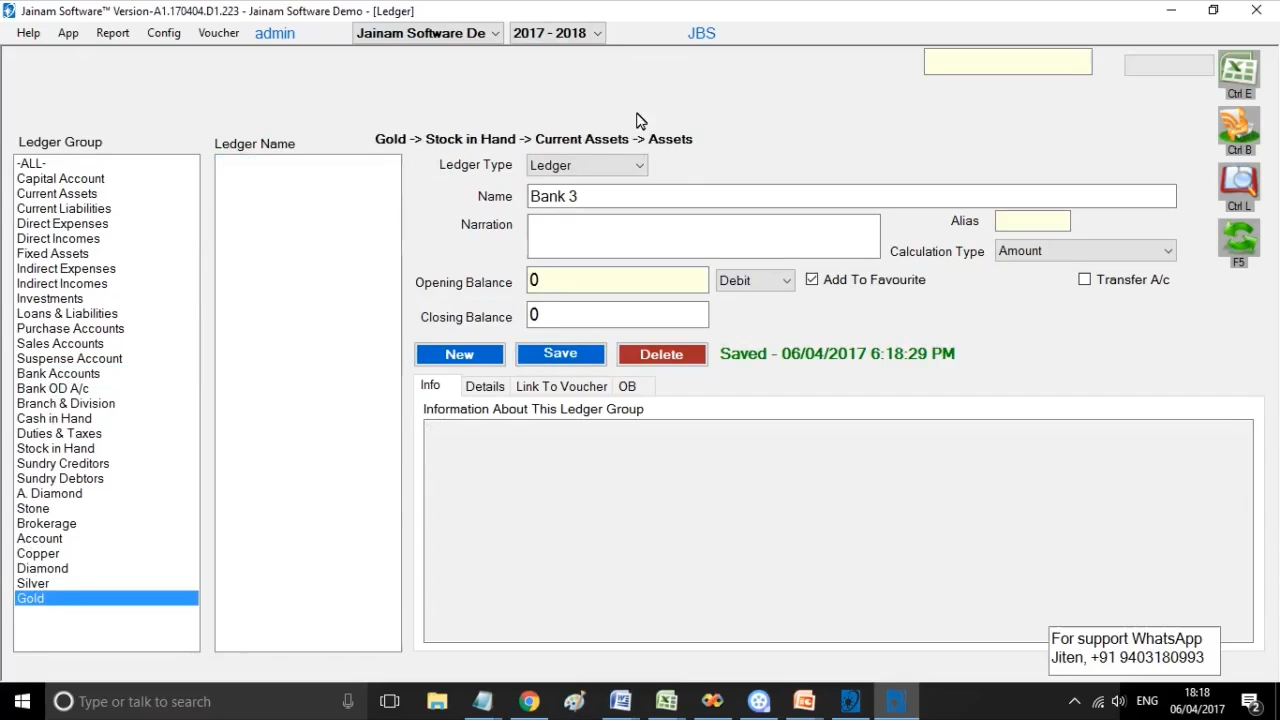 Jainam Software™ Version-A1.170404.D1.223 - Jainam Software Demo - [Ledger]
Help App Report Config Voucher admin Jainam Software De 2017 - 2018 JBS
Ctrl E
Ctrl B
Ctrl L
F5
Ledger Group
-ALL-
Capital Account
Current Assets
Current Liabilities
Direct Expenses
Direct Incomes
Fixed Assets
Indirect Expenses
Indirect Incomes
Investments
Loans & Liabilities
Purchase Accounts
Sales Accounts
Suspense Account
Bank Accounts
Bank OD A/c
Branch & Division
Cash in Hand
Duties & Taxes
Stock in Hand
Sundry Creditors
Sundry Debtors
A. Diamond
Stone
Brokerage
Account
Copper
Diamond
Silver
Gold
Ledger Name
Gold -> Stock in Hand -> Current Assets -> Assets
Ledger Type Ledger
Name Bank 3
Narration
Alias
Calculation Type Amount
Opening Balance 0 Debit Add To Favourite Transfer A/c
Closing Balance 0
New Save Delete Saved - 06/04/2017 6:18:29 PM
Info Details Link To Voucher OB
Information About This Ledger Group
For support WhatsApp
Jiten, +91 9403180993
Type or talk to search
ENG
18:18
06/04/2017
2